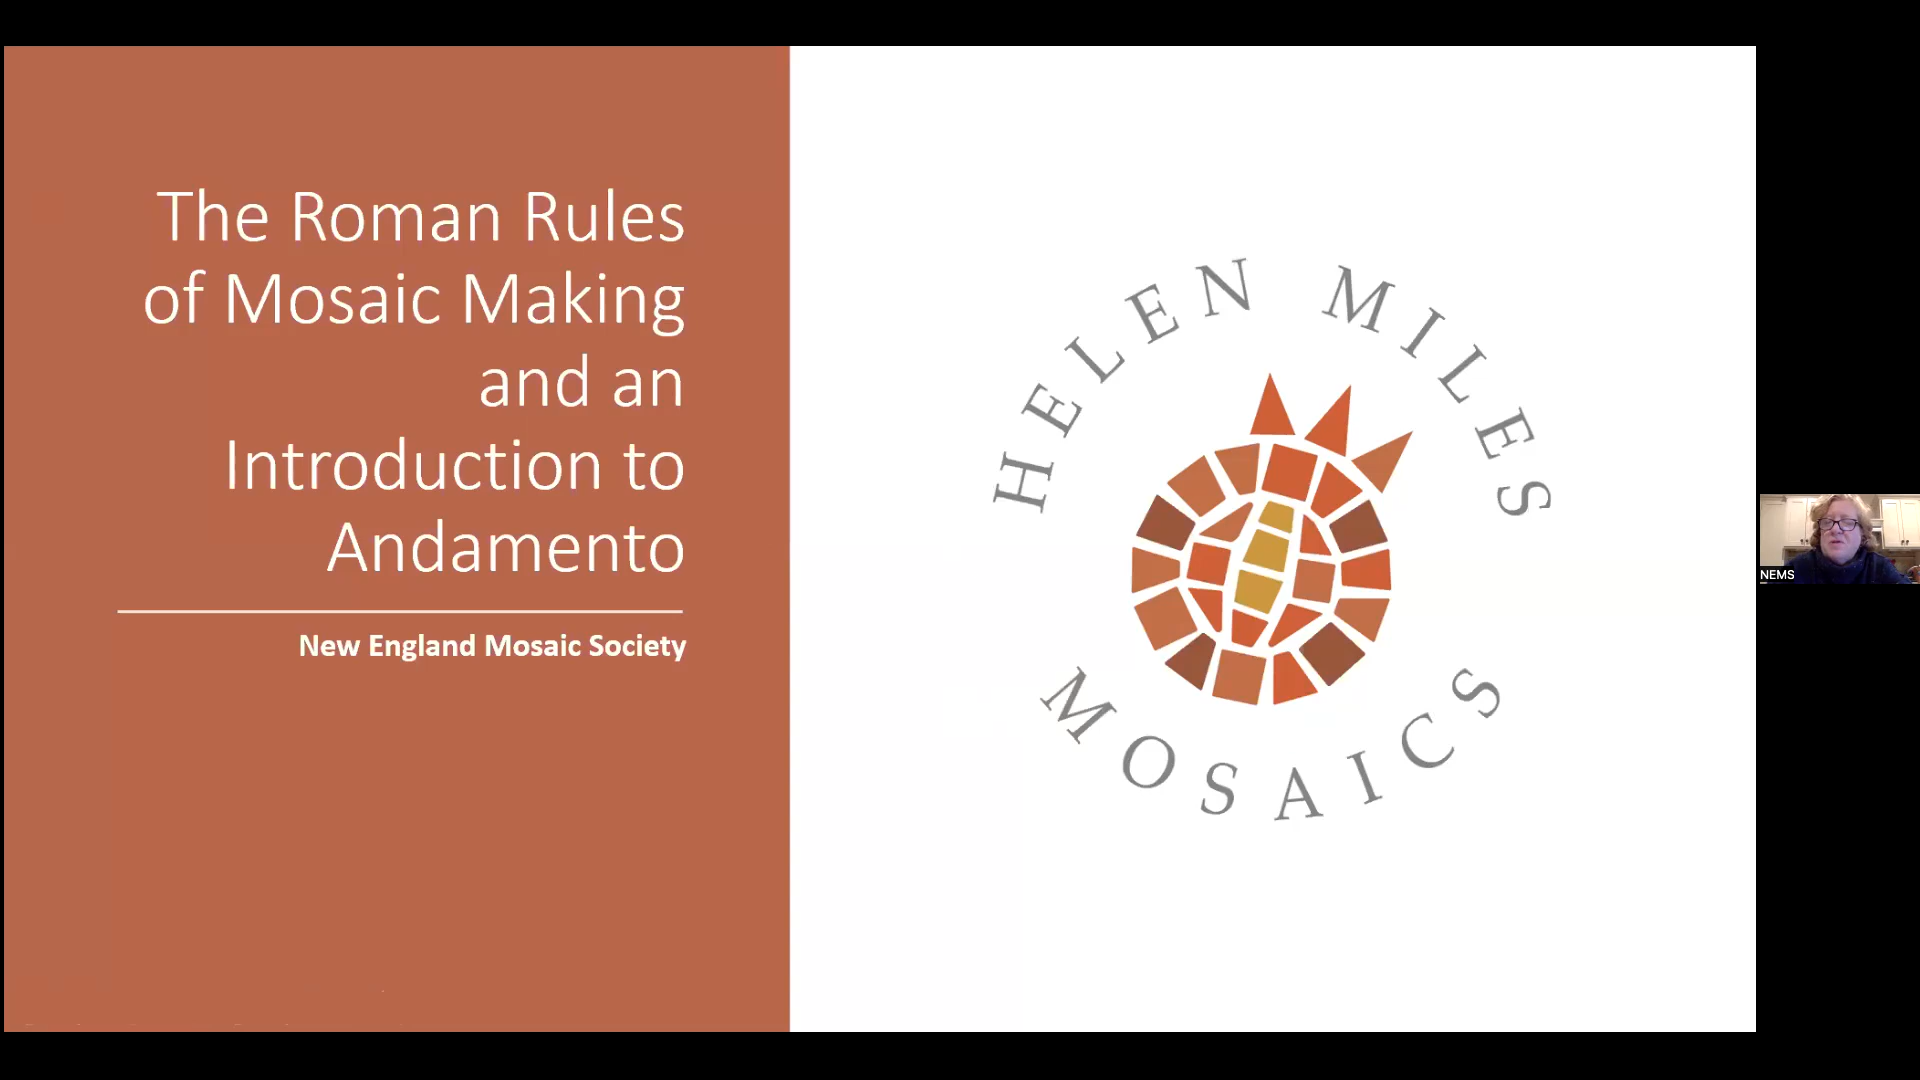 The Roman Rules
of Mosaic Making
and an
Introduction to
Andamento
New England Mosaic Society
HELEN MILES
MOSAICS
NEMS